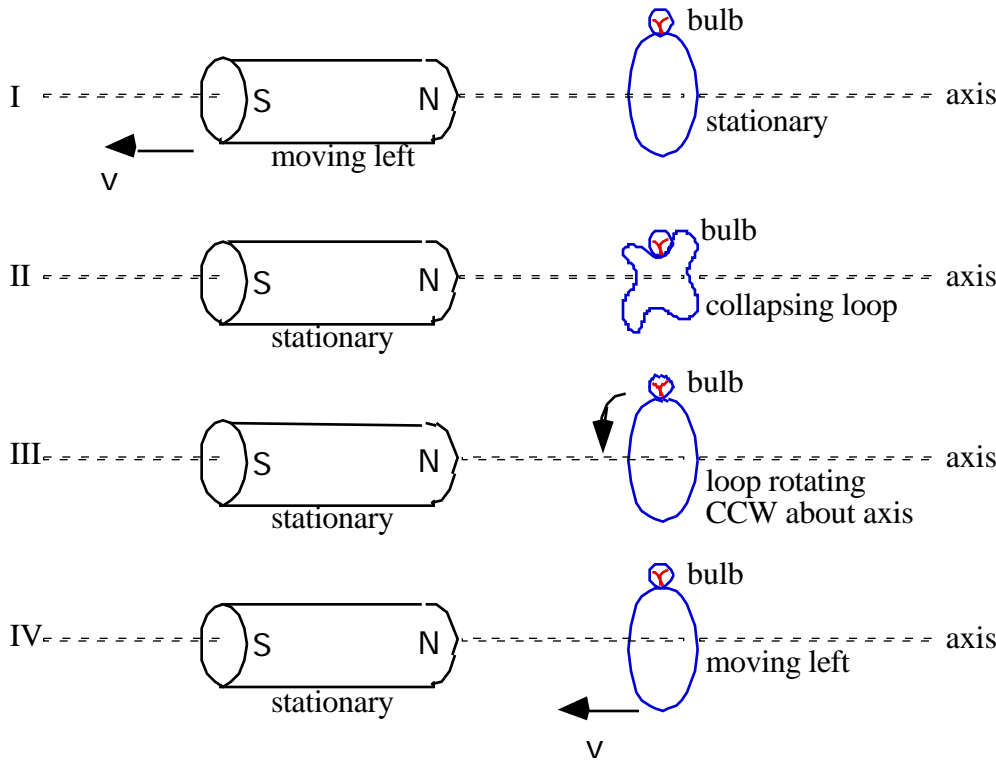 bulb
I
S
N
axis
stationary
moving left
v
bulb
II
S
N
axis
collapsing loop
stationary
bulb
III
S
N
axis
loop rotating
CCW about axis
stationary
bulb
IV
S
N
axis
moving left
stationary
v